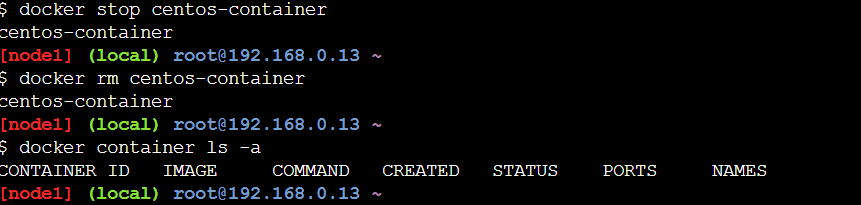 $ docker stop centos-container
centos-container
[node1] (local) root@192.168.0.13 ~
$ docker rm centos-container
centos-container
[node1] (local) root@192.168.0.13 ~
$ docker container ls -a
CONTAINER ID   IMAGE     COMMAND   CREATED   STATUS    PORTS     NAMES
[node1] (local) root@192.168.0.13 ~